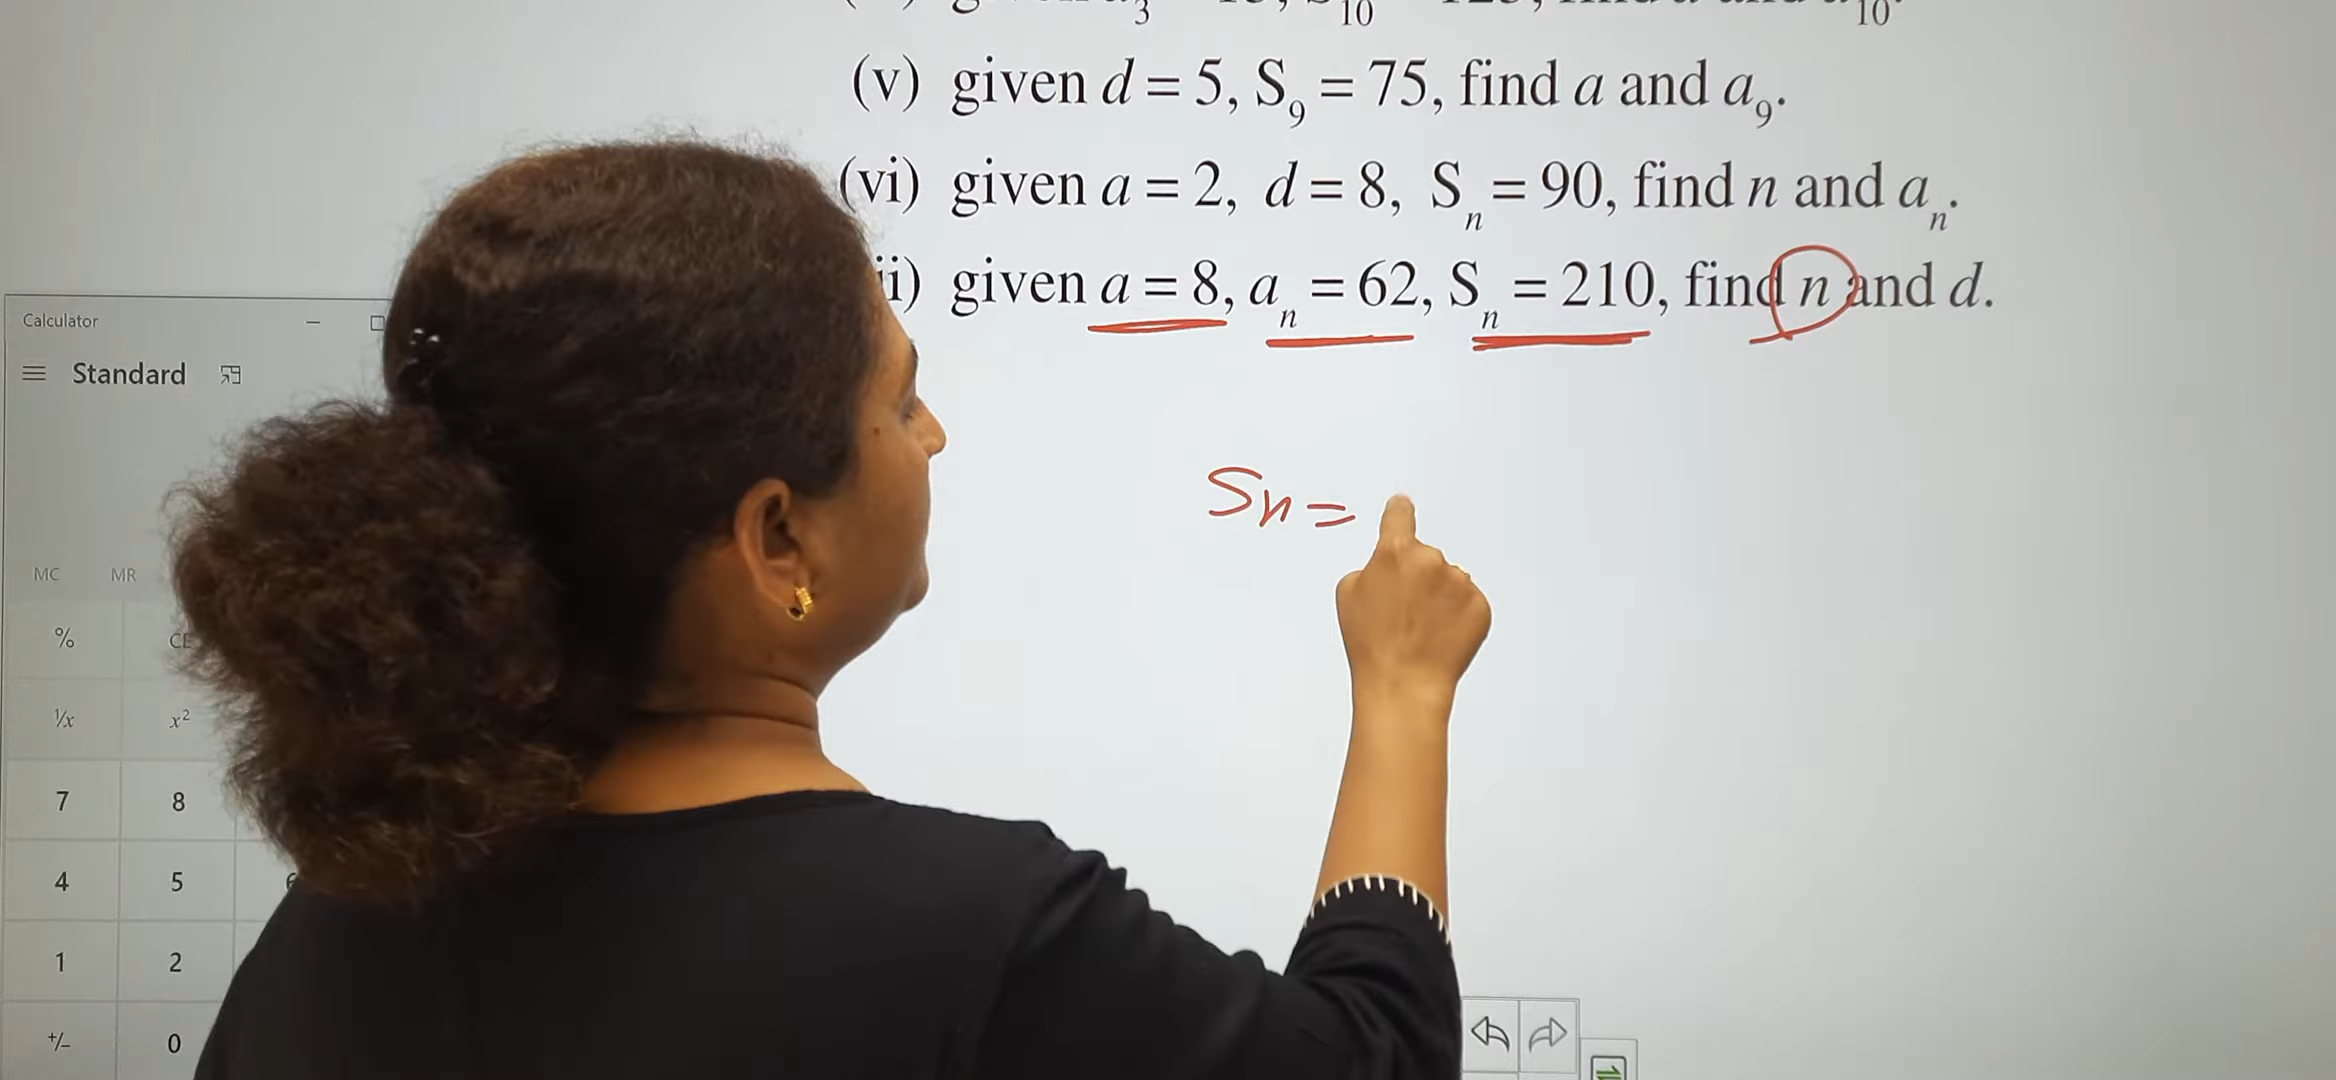 (v) given d = 5, S₉ = 75, find a and a₉.
(vi) given a = 2, d = 8, Sₙ = 90, find n and aₙ.
ii) given a = 8, aₙ = 62, Sₙ = 210, find n and d.
Sn =
Calculator
Standard
MC MR
% CE
¹/x x²
7 8
4 5
1 2
+/- 0